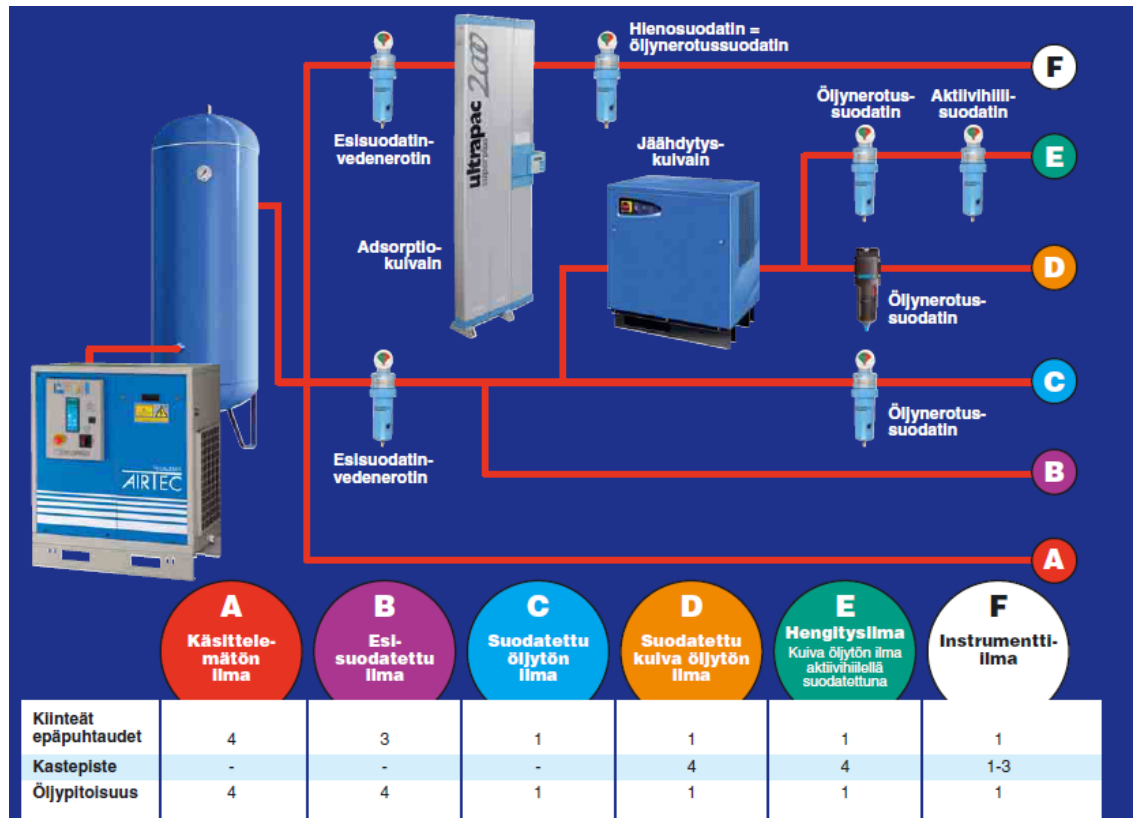 Hienosuodatin =
öljynerotussuodatin
F
Öljynerotus-
suodatin
Aktiivihiili-
suodatin
Esisuodatin-
vedenerotin
ultrapac 2000
superplus
Jäähdytys-
kuivain
E
Adsorptio-
kuivain
D
Öljynerotus-
suodatin
C
Öljynerotus-
suodatin
Esisuodatin-
vedenerotin
B
AIRTEC
A
A
Käsittele-
mätön
ilma
B
Esi-
suodatettu
ilma
C
Suodatettu
öljytön
ilma
D
Suodatettu
kuiva öljytön
ilma
E
Hengitysilma
Kuiva öljytön ilma
aktiivihiilellä
suodatettuna
F
Instrumentti-
ilma
Kiinteät
epäpuhtaudet 4 3 1 1 1 1
Kastepiste - - - 4 4 1-3
Öljypitoisuus 4 4 1 1 1 1